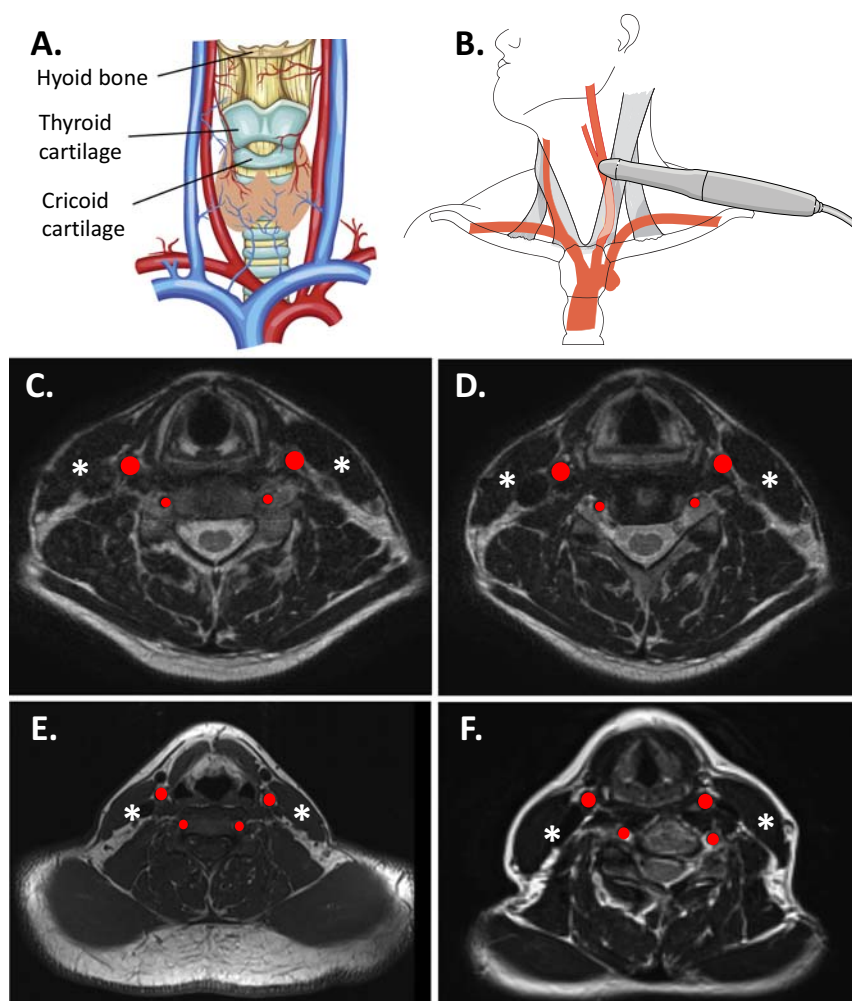 A.
Hyoid bone
Thyroid
cartilage
Cricoid
cartilage
B.
C.
*
*
D.
*
*
E.
*
*
F.
*
*